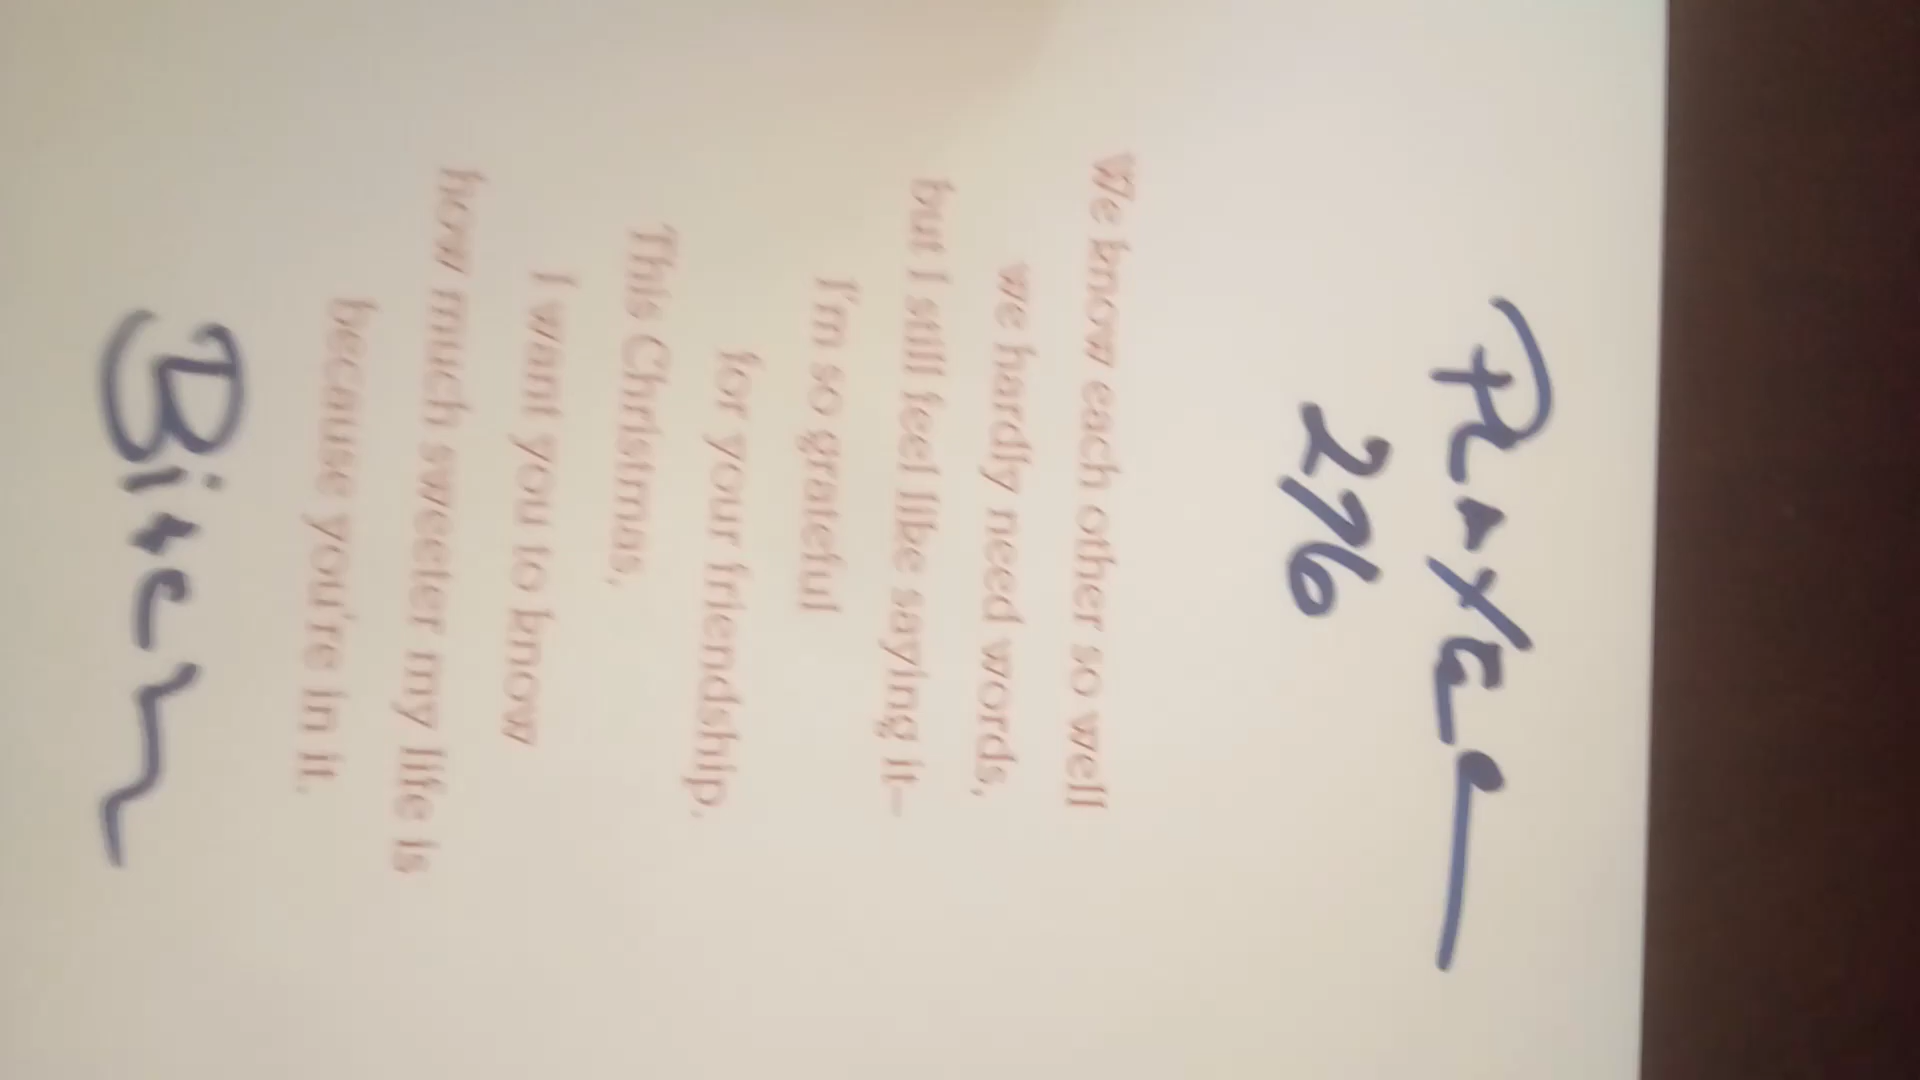 276
We know each other so well
we hardly need words,
but I still feel like saying it–
I'm so grateful
for your friendship.
This Christmas,
I want you to know
how much sweeter my life is
because you're in it.